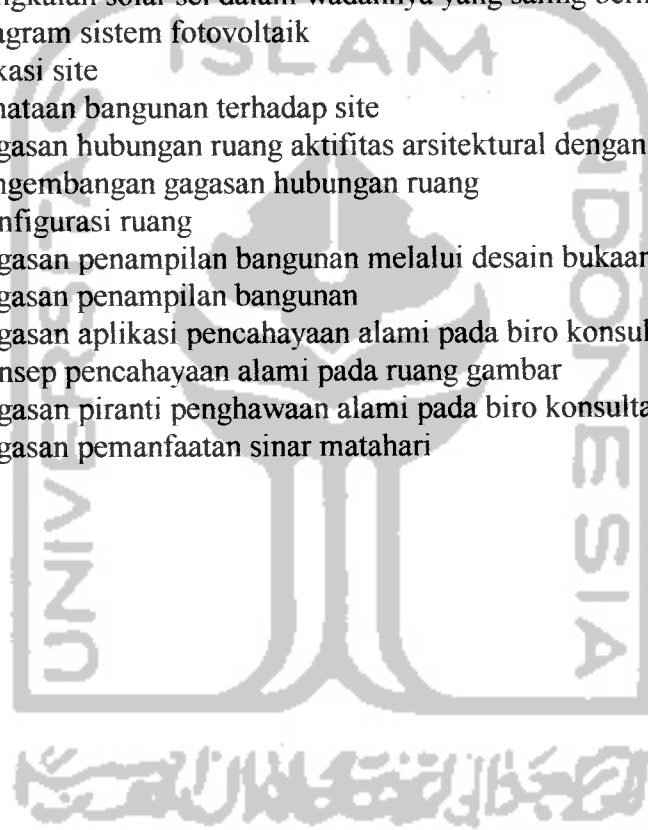 ngkaian solar sel dalam wadahnya yang saling
agram sistem fotovoltaik
kasi site
nataan bangunan terhadap site
gasan hubungan ruang aktifitas arsitektural dengan
ngembangan gagasan hubungan ruang
nfigurasi ruang
gasan penampilan bangunan melalui desain bukaan
gasan penampilan bangunan
gasan aplikasi pencahayaan alami pada biro konsul
nsep pencahayaan alami pada ruang gambar
gasan piranti penghawaan alami pada biro konsulta
gasan pemanfaatan sinar matahari
ISLAM
UNIVERSITAS
INDONESIA